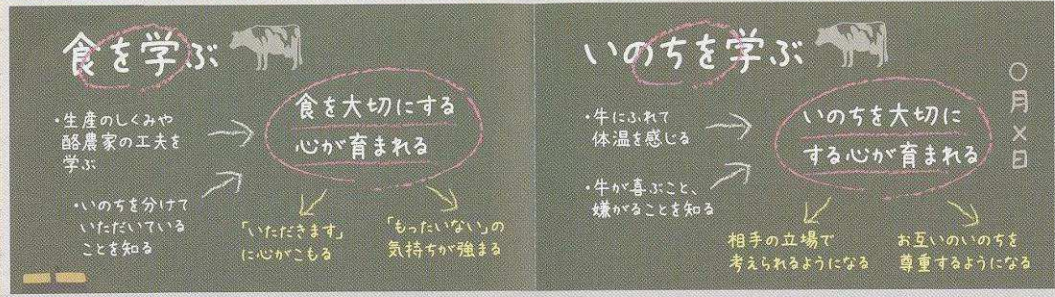 食を学ぶ
・生産のしくみや
酪農家の工夫を
学ぶ
・いのちを分けて
いただいている
ことを知る
食を大切にする
心が育まれる
「いただきます」
に心がこもる
「もったいない」の
気持ちが強まる
いのちを学ぶ
・牛にふれて
体温を感じる
・牛が喜ぶこと、
嫌がることを知る
いのちを大切に
する心が育まれる
相手の立場で
考えられるようになる
お互いのいのちを
尊重するようになる
○月×日